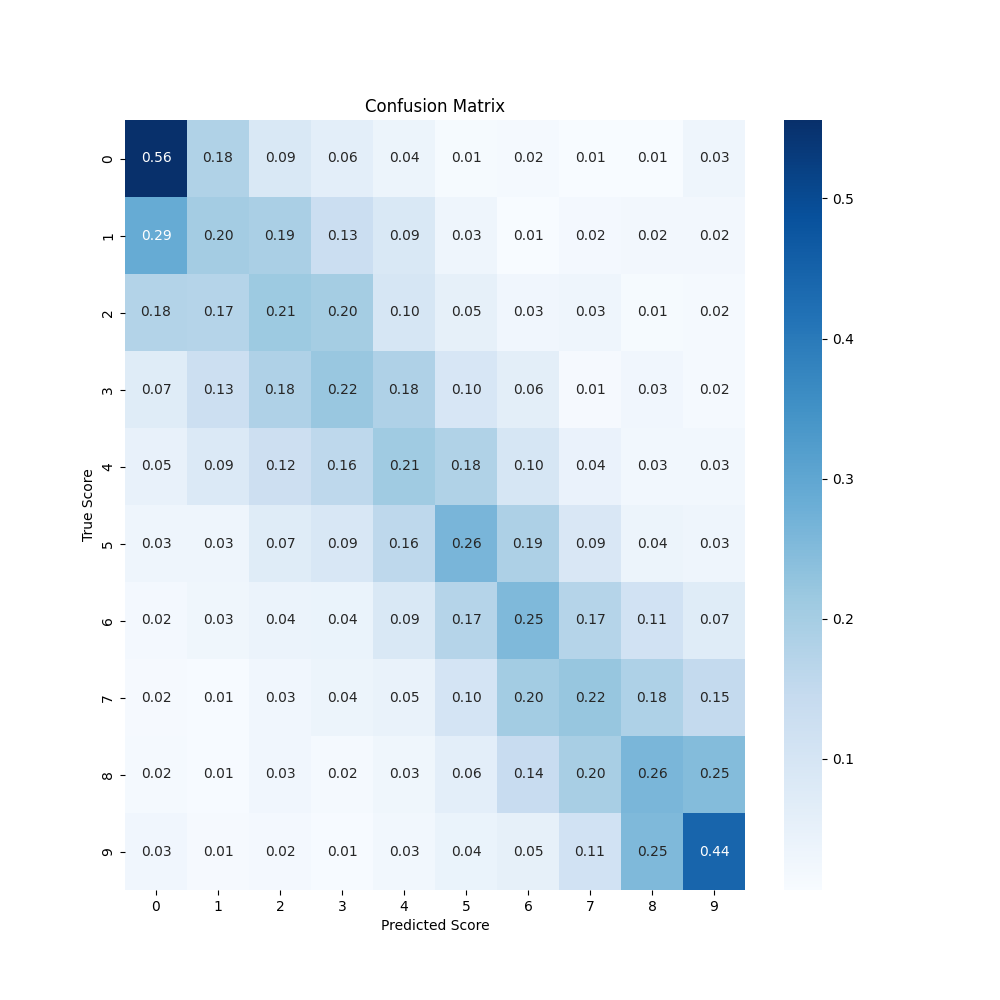 Confusion Matrix
0 0.56 0.18 0.09 0.06 0.04 0.01 0.02 0.01 0.01 0.03
1 0.29 0.20 0.19 0.13 0.09 0.03 0.01 0.02 0.02 0.02
2 0.18 0.17 0.21 0.20 0.10 0.05 0.03 0.03 0.01 0.02
3 0.07 0.13 0.18 0.22 0.18 0.10 0.06 0.01 0.03 0.02
4 0.05 0.09 0.12 0.16 0.21 0.18 0.10 0.04 0.03 0.03
5 0.03 0.03 0.07 0.09 0.16 0.26 0.19 0.09 0.04 0.03
6 0.02 0.03 0.04 0.04 0.09 0.17 0.25 0.17 0.11 0.07
7 0.02 0.01 0.03 0.04 0.05 0.10 0.20 0.22 0.18 0.15
8 0.02 0.01 0.03 0.02 0.03 0.06 0.14 0.20 0.26 0.25
9 0.03 0.01 0.02 0.01 0.03 0.04 0.05 0.11 0.25 0.44
0 1 2 3 4 5 6 7 8 9
Predicted Score
True Score
0.5
0.4
0.3
0.2
0.1